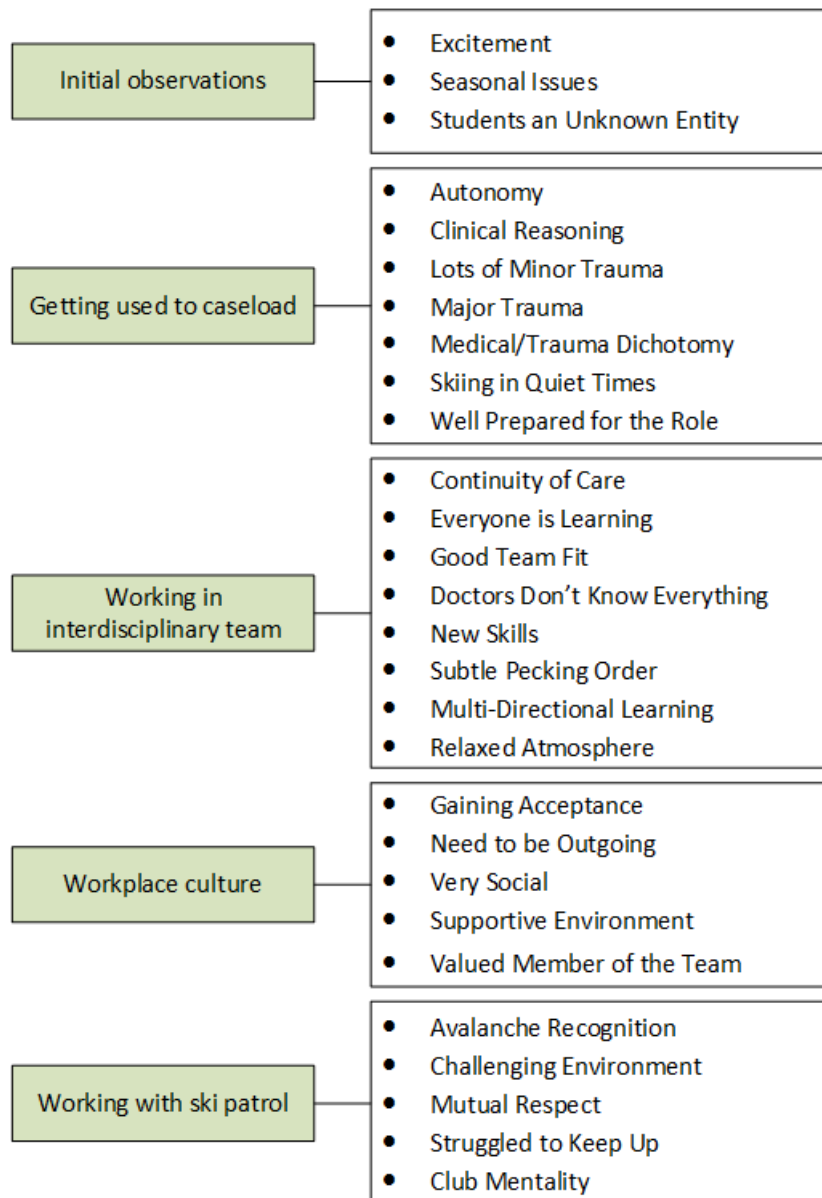 Initial observations
• Excitement
• Seasonal Issues
• Students an Unknown Entity
Getting used to caseload
• Autonomy
• Clinical Reasoning
• Lots of Minor Trauma
• Major Trauma
• Medical/Trauma Dichotomy
• Skiing in Quiet Times
• Well Prepared for the Role
Working in
interdisciplinary team
• Continuity of Care
• Everyone is Learning
• Good Team Fit
• Doctors Don’t Know Everything
• New Skills
• Subtle Pecking Order
• Multi-Directional Learning
• Relaxed Atmosphere
Workplace culture
• Gaining Acceptance
• Need to be Outgoing
• Very Social
• Supportive Environment
• Valued Member of the Team
Working with ski patrol
• Avalanche Recognition
• Challenging Environment
• Mutual Respect
• Struggled to Keep Up
• Club Mentality